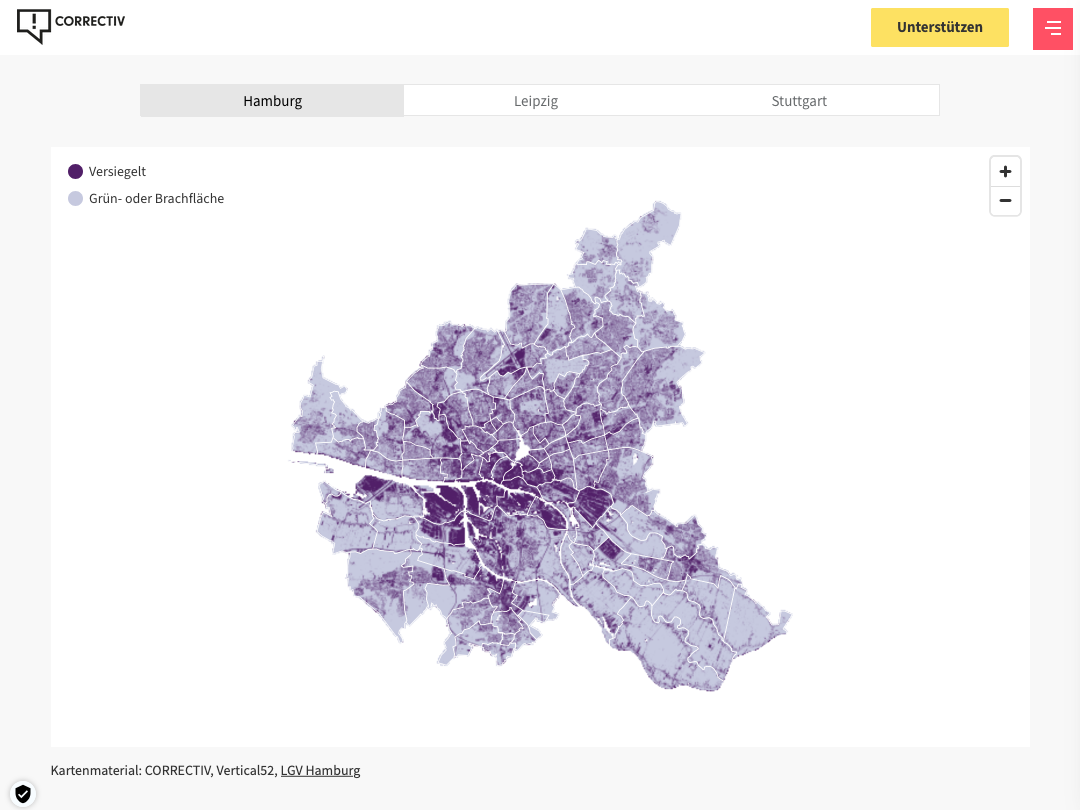 CORRECTIV
Unterstützen
Hamburg
Leipzig
Stuttgart
Versiegelt
Grün- oder Brachfläche
Kartenmaterial: CORRECTIV, Vertical52, LGV Hamburg